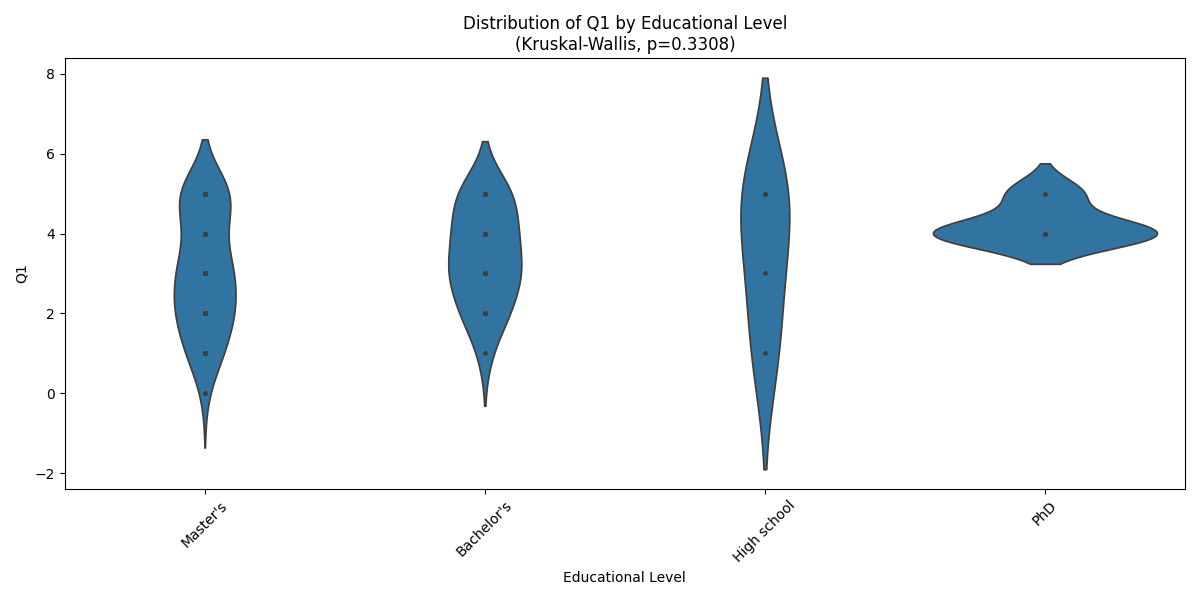 Distribution of Q1 by Educational Level
(Kruskal-Wallis, p=0.3308)
8
6
4
2
0
−2
Q1
Master's
Bachelor's
High school
PhD
Educational Level